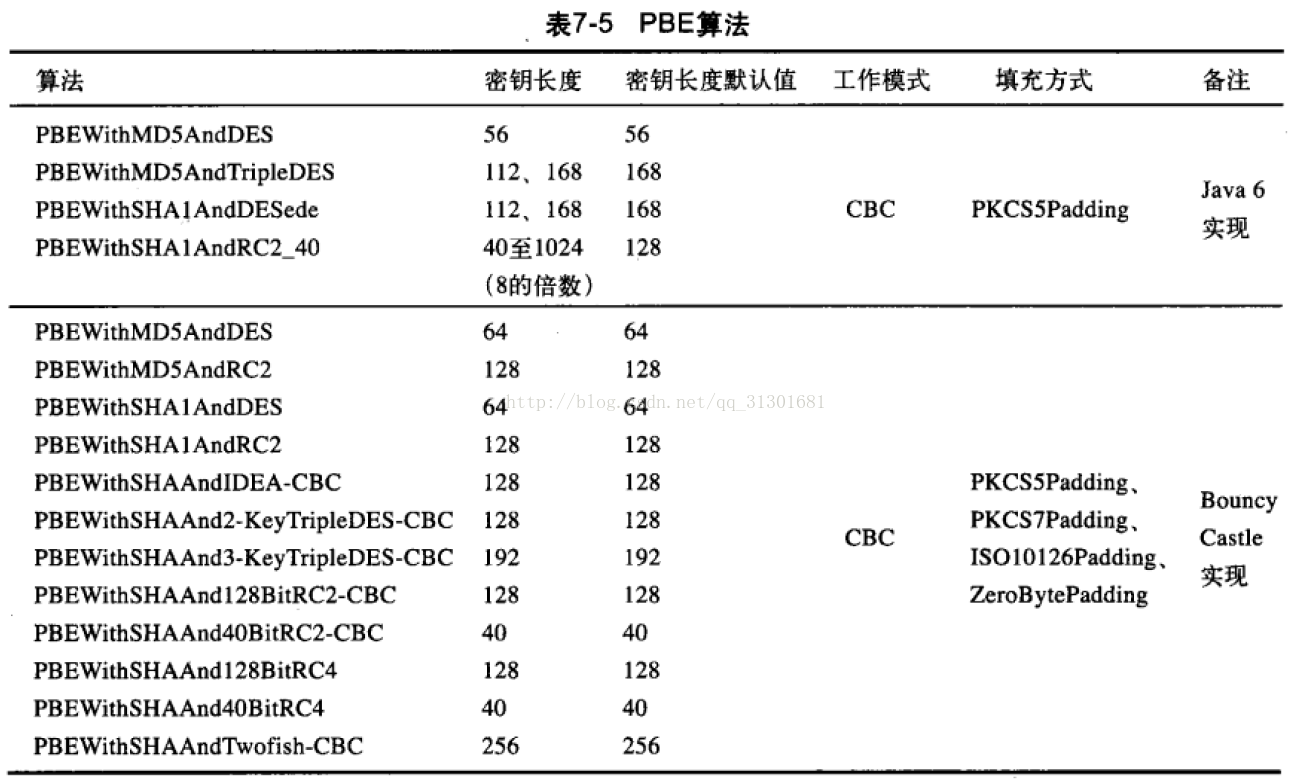 表7-5 PBE算法
算法 密钥长度 密钥长度默认值 工作模式 填充方式 备注
PBEWithMD5AndDES 56 56
PBEWithMD5AndTripleDES 112、168 168
PBEWithSHA1AndDESede 112、168 168 CBC PKCS5Padding Java 6 实现
PBEWithSHA1AndRC2_40 40至1024 128
(8的倍数)
PBEWithMD5AndDES 64 64
PBEWithMD5AndRC2 128 128
http://blog.csdn.net/qq_31301681
PBEWithSHA1AndDES 64 64
PBEWithSHA1AndRC2 128 128
PBEWithSHAAndIDEA-CBC 128 128 PKCS5Padding、
PBEWithSHAAnd2-KeyTripleDES-CBC 128 128 PKCS7Padding、 Bouncy
PBEWithSHAAnd3-KeyTripleDES-CBC 192 192 CBC ISO10126Padding、 Castle
PBEWithSHAAnd128BitRC2-CBC 128 128 ZeroBytePadding 实现
PBEWithSHAAnd40BitRC2-CBC 40 40
PBEWithSHAAnd128BitRC4 128 128
PBEWithSHAAnd40BitRC4 40 40
PBEWithSHAAndTwofish-CBC 256 256